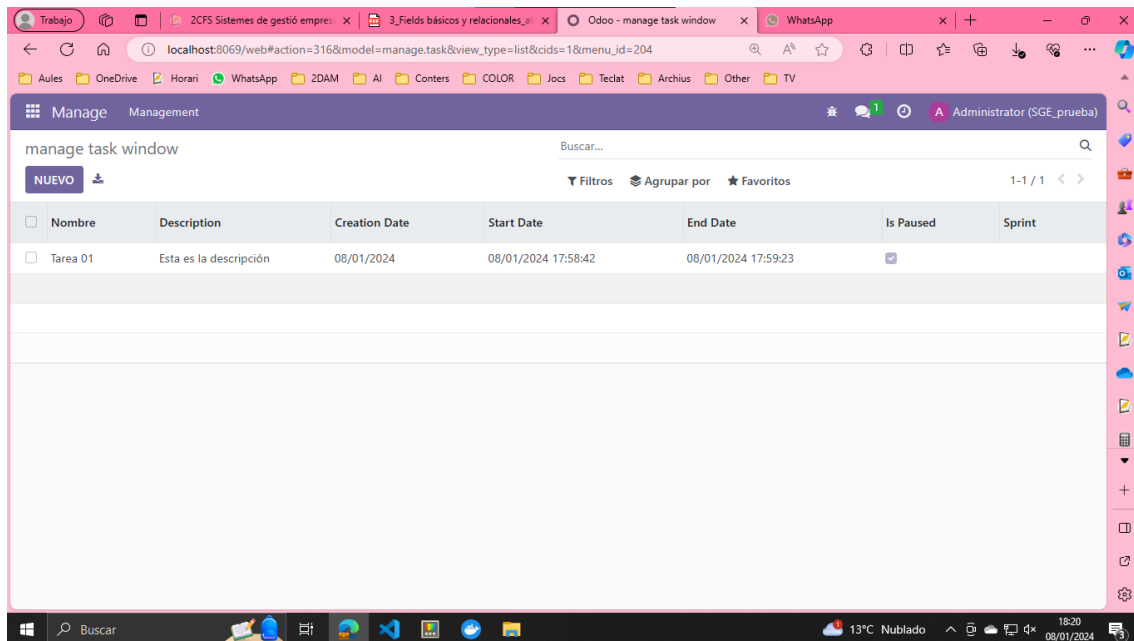 Trabajo
2CFS Sistemes de gestió empres
3_Fields básicos y relacionales_al
Odoo - manage task window
WhatsApp
localhost:8069/web#action=316&model=manage.task&view_type=list&cids=1&menu_id=204
Aules OneDrive Horari WhatsApp 2DAM AI Conters COLOR Jocs Teclat Archius Other TV
Manage Management 1 A Administrator (SGE_prueba)
manage task window Buscar...
NUEVO Filtros Agrupar por Favoritos 1-1 / 1
Nombre Description Creation Date Start Date End Date Is Paused Sprint
Tarea 01 Esta es la descripción 08/01/2024 08/01/2024 17:58:42 08/01/2024 17:59:23
Buscar 13°C Nublado 18:20
08/01/2024